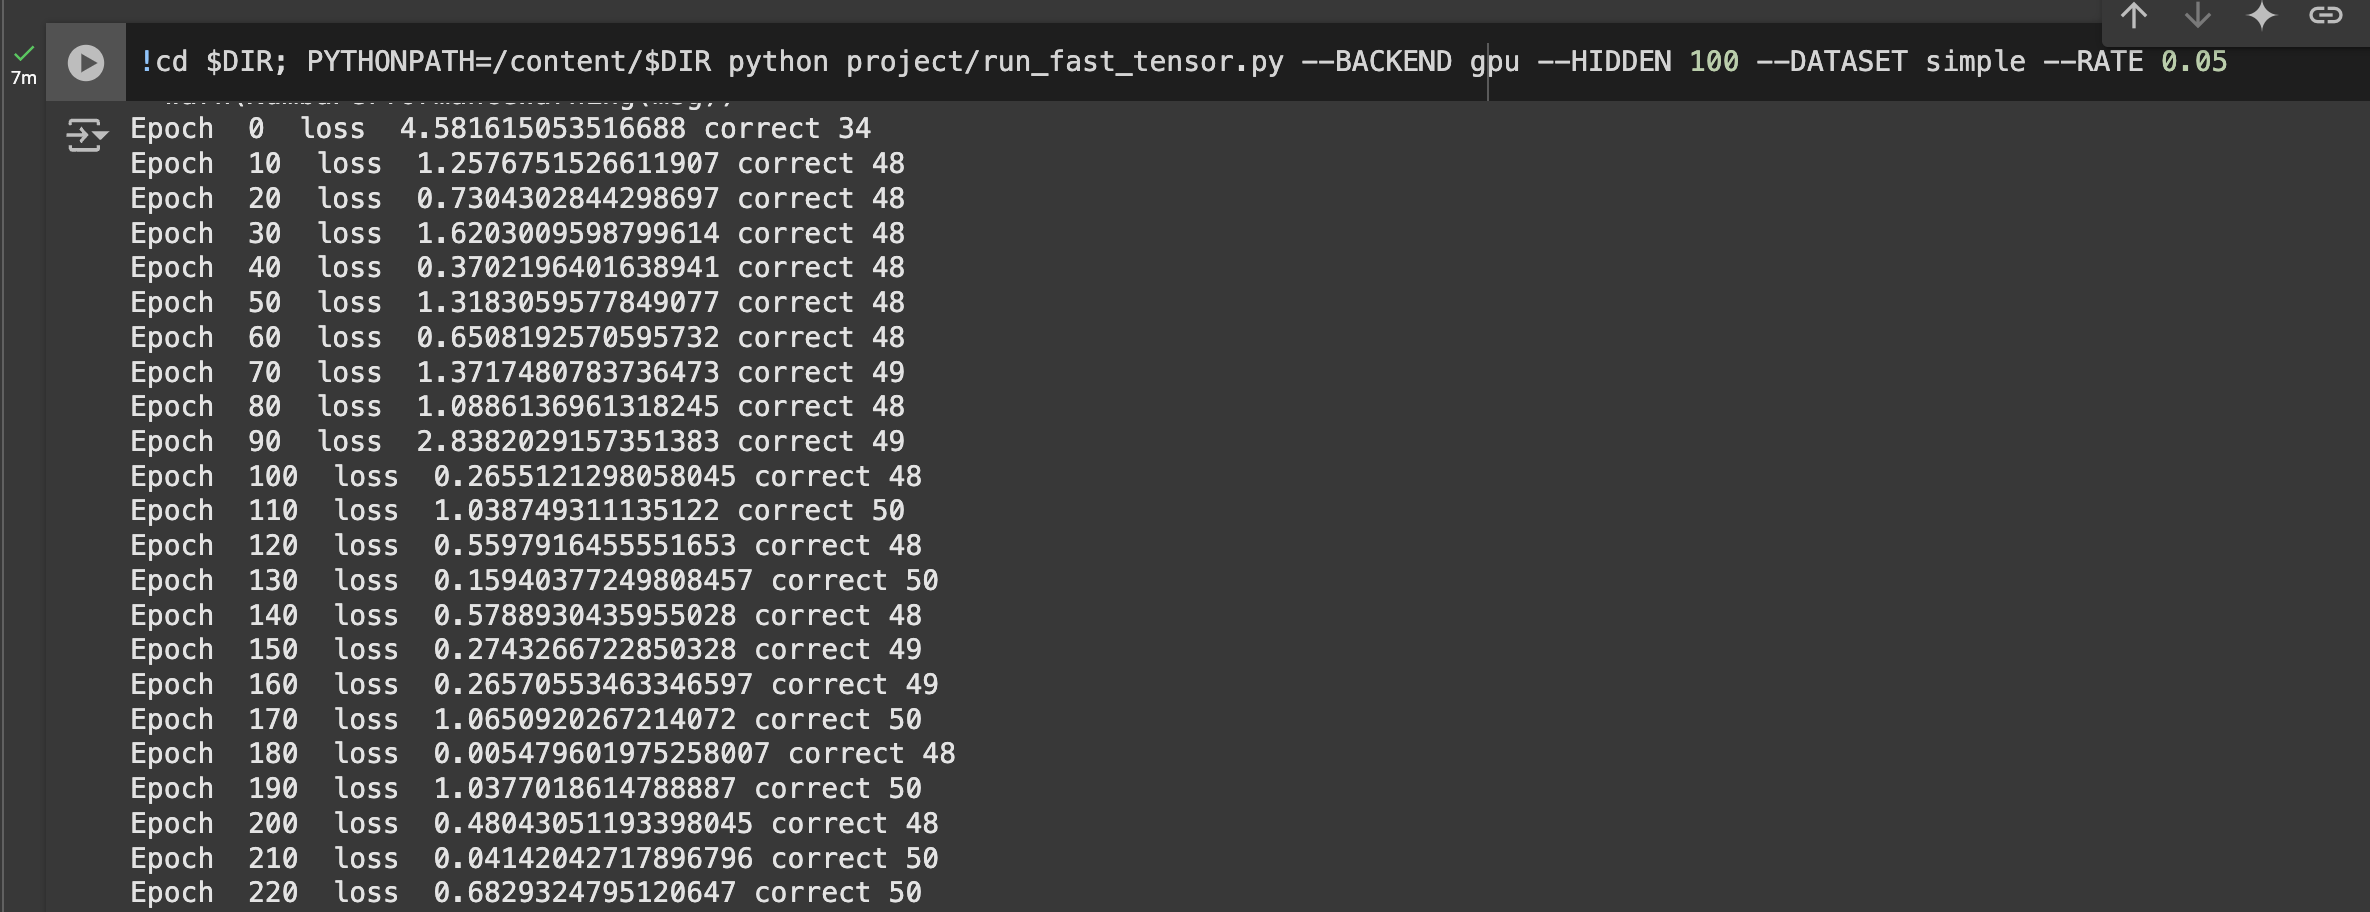 7m
!cd $DIR; PYTHONPATH=/content/$DIR python project/run_fast_tensor.py --BACKEND gpu --HIDDEN 100 --DATASET simple --RATE 0.05
Epoch  0  loss  4.581615053516688 correct 34
Epoch  10  loss  1.2576751526611907 correct 48
Epoch  20  loss  0.7304302844298697 correct 48
Epoch  30  loss  1.6203009598799614 correct 48
Epoch  40  loss  0.3702196401638941 correct 48
Epoch  50  loss  1.3183059577849077 correct 48
Epoch  60  loss  0.6508192570595732 correct 48
Epoch  70  loss  1.3717480783736473 correct 49
Epoch  80  loss  1.0886136961318245 correct 48
Epoch  90  loss  2.8382029157351383 correct 49
Epoch  100  loss  0.2655121298058045 correct 48
Epoch  110  loss  1.038749311135122 correct 50
Epoch  120  loss  0.5597916455551653 correct 48
Epoch  130  loss  0.15940377249808457 correct 50
Epoch  140  loss  0.5788930435955028 correct 48
Epoch  150  loss  0.2743266722850328 correct 49
Epoch  160  loss  0.26570553463346597 correct 49
Epoch  170  loss  1.0650920267214072 correct 50
Epoch  180  loss  0.005479601975258007 correct 48
Epoch  190  loss  1.0377018614788887 correct 50
Epoch  200  loss  0.48043051193398045 correct 48
Epoch  210  loss  0.04142042717896796 correct 50
Epoch  220  loss  0.6829324795120647 correct 50